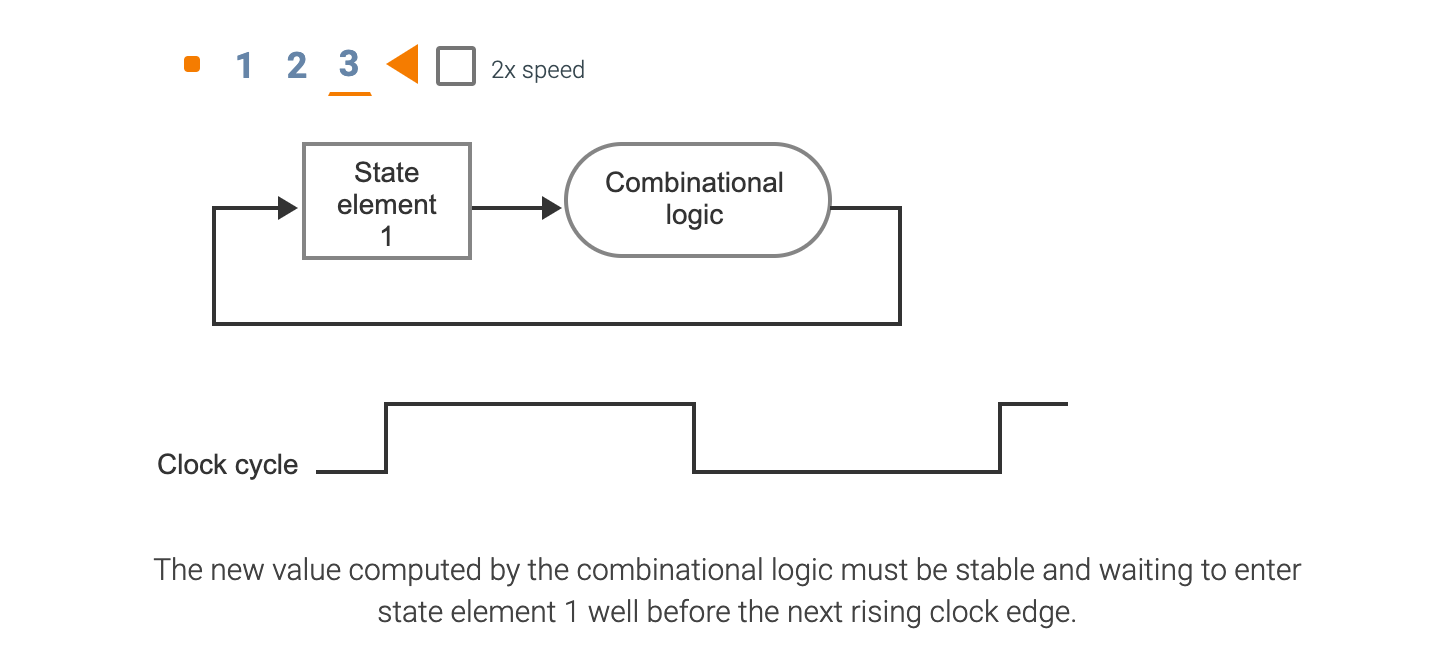 1 2 3 2x speed
State
element
1
Combinational
logic
Clock cycle
The new value computed by the combinational logic must be stable and waiting to enter
state element 1 well before the next rising clock edge.